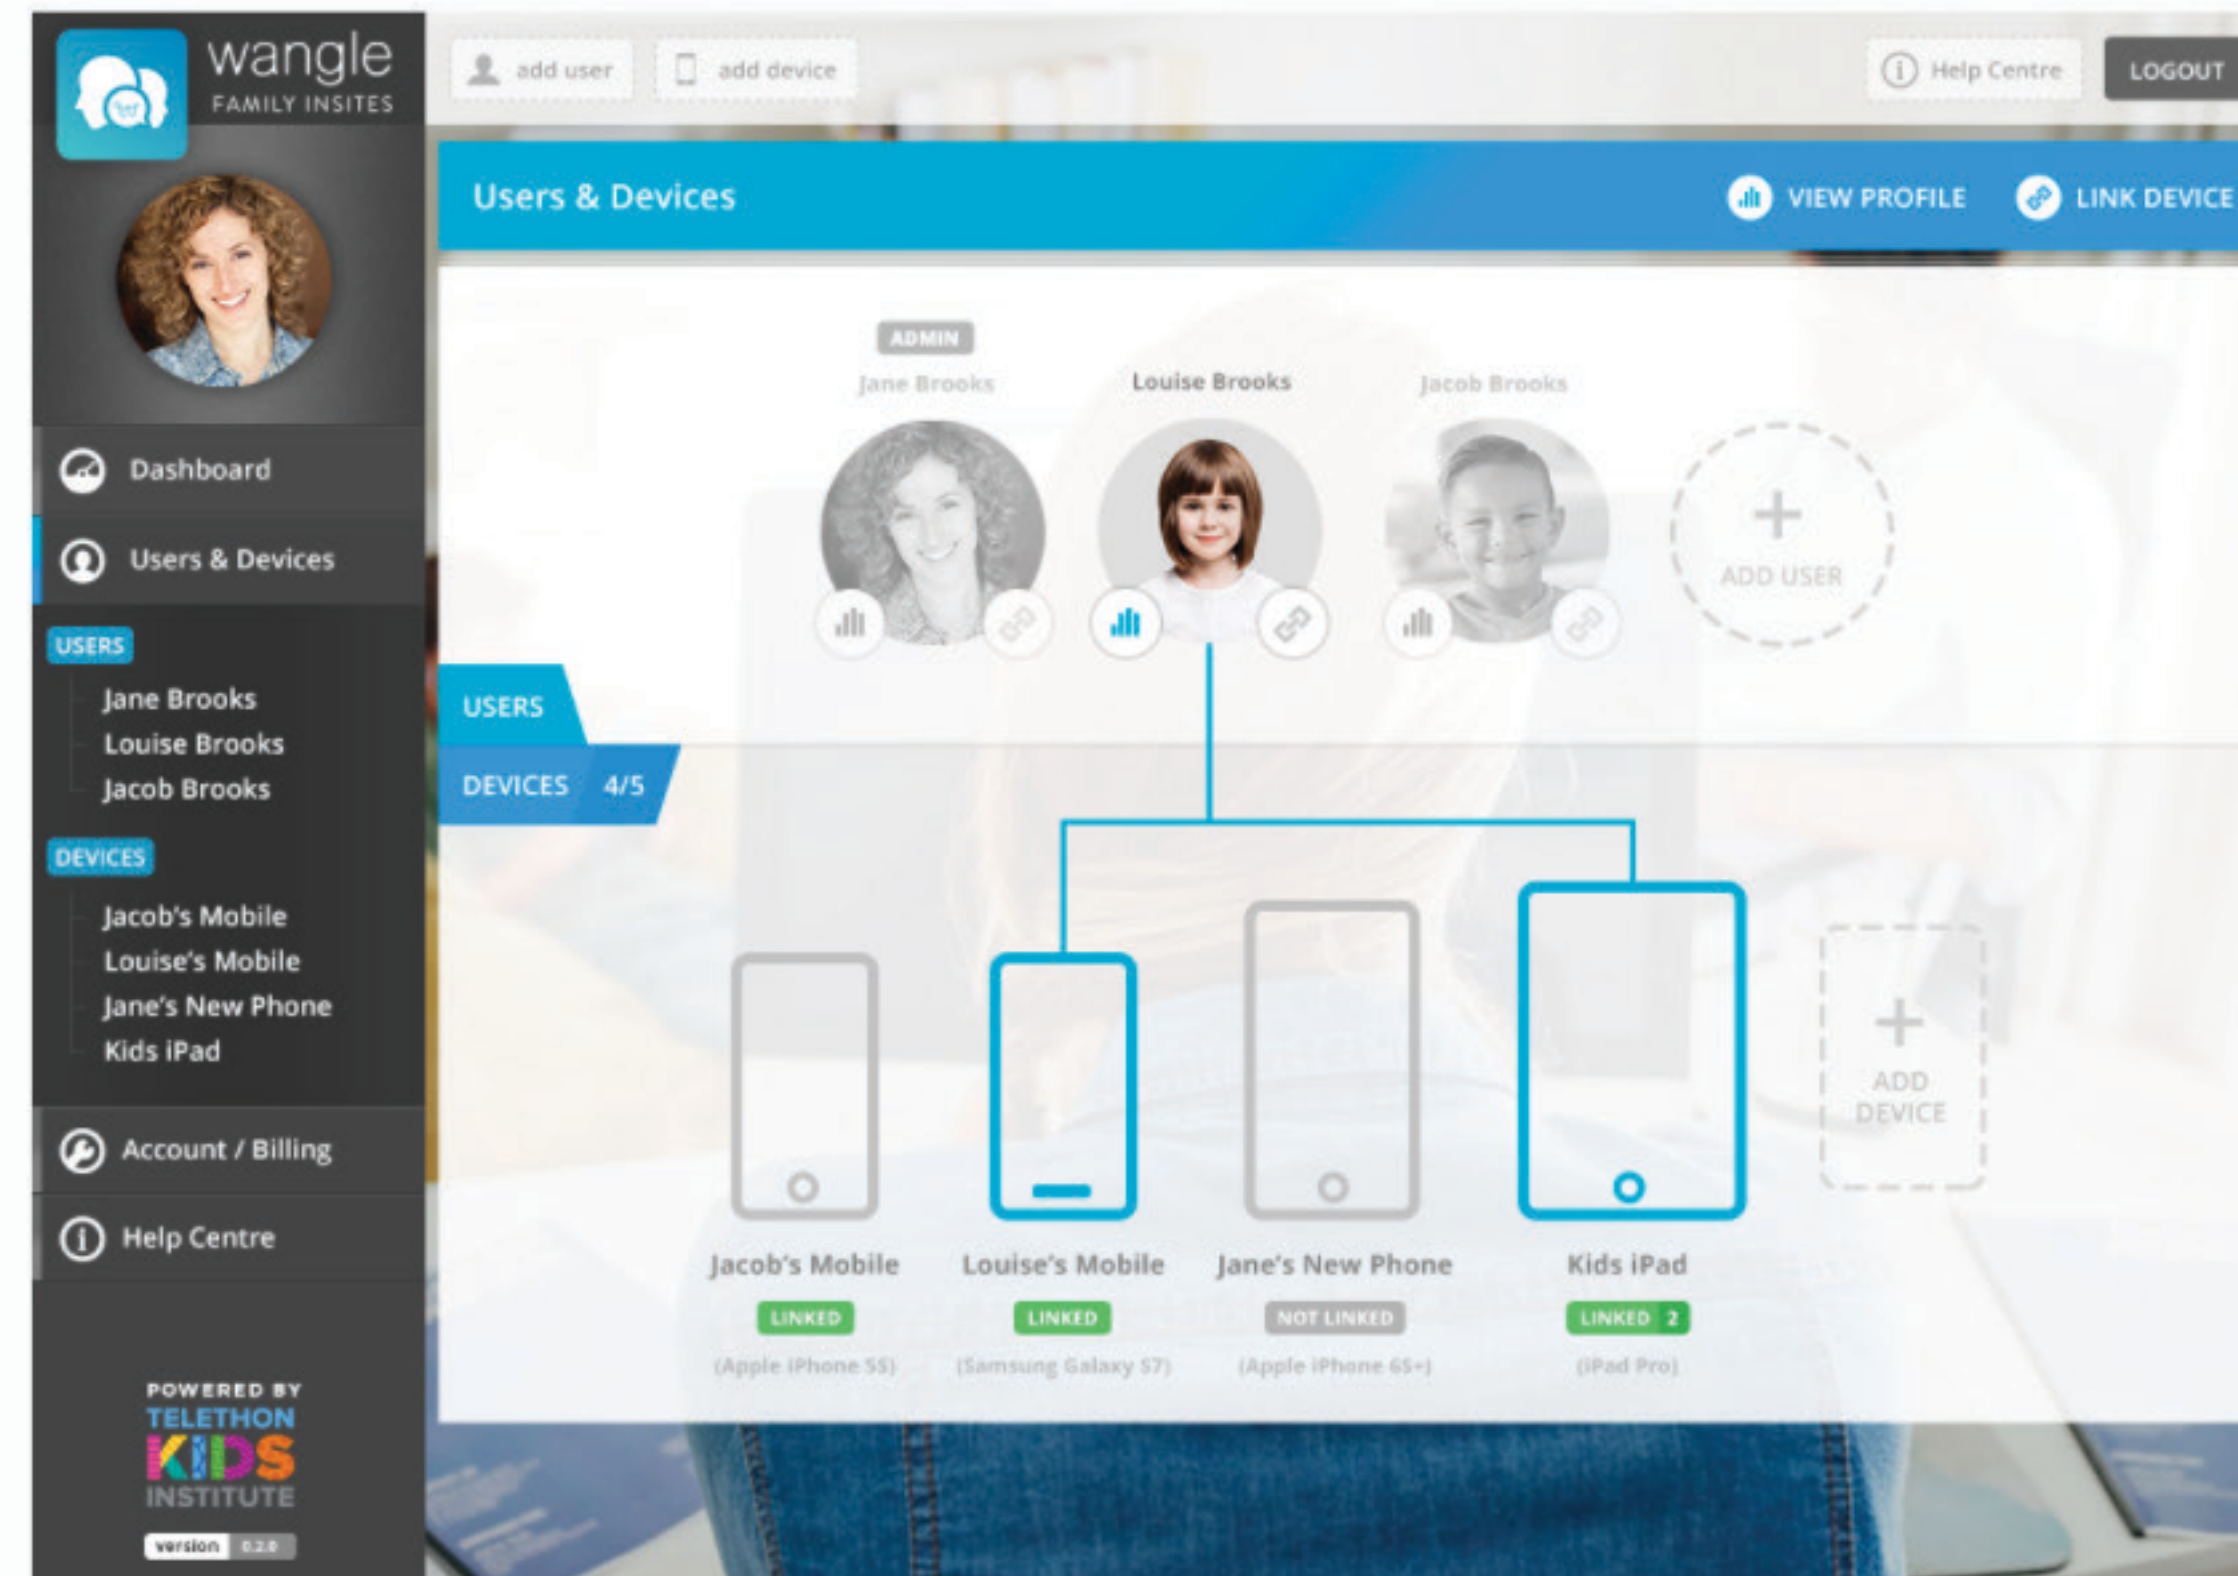 wangle
FAMILY INSITES
add user
add device
Help Centre
LOGOUT
Users & Devices
VIEW PROFILE
LINK DEVICE
Dashboard
Users & Devices
USERS
Jane Brooks
Louise Brooks
Jacob Brooks
DEVICES
Jacob's Mobile
Louise's Mobile
Jane's New Phone
Kids iPad
Account / Billing
Help Centre
POWERED BY
TELETHON
KIDS
INSTITUTE
version 0.2.0
ADMIN
Jane Brooks
Louise Brooks
Jacob Brooks
+
ADD USER
USERS
DEVICES 4/5
+
ADD
DEVICE
Jacob's Mobile
LINKED
(Apple iPhone 5S)
Louise's Mobile
LINKED
(Samsung Galaxy S7)
Jane's New Phone
NOT LINKED
(Apple iPhone 6S+)
Kids iPad
LINKED 2
(iPad Pro)